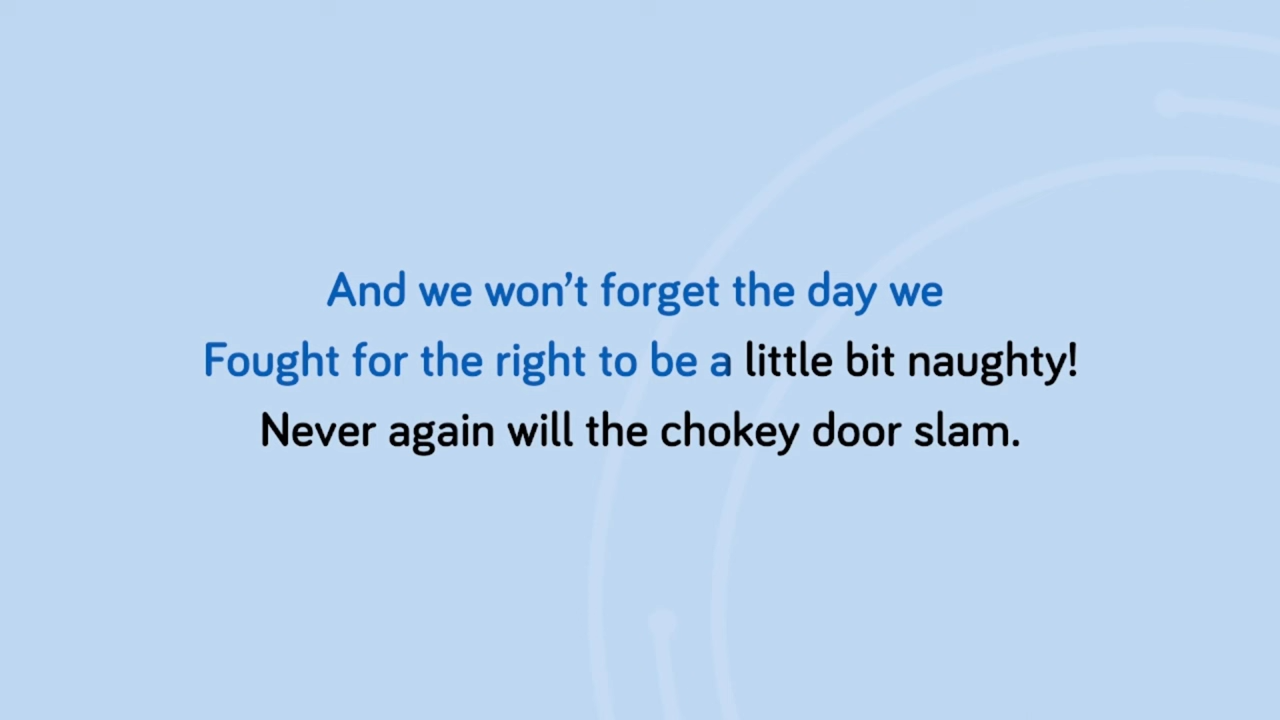 And we won’t forget the day we
Fought for the right to be a little bit naughty!
Never again will the chokey door slam.